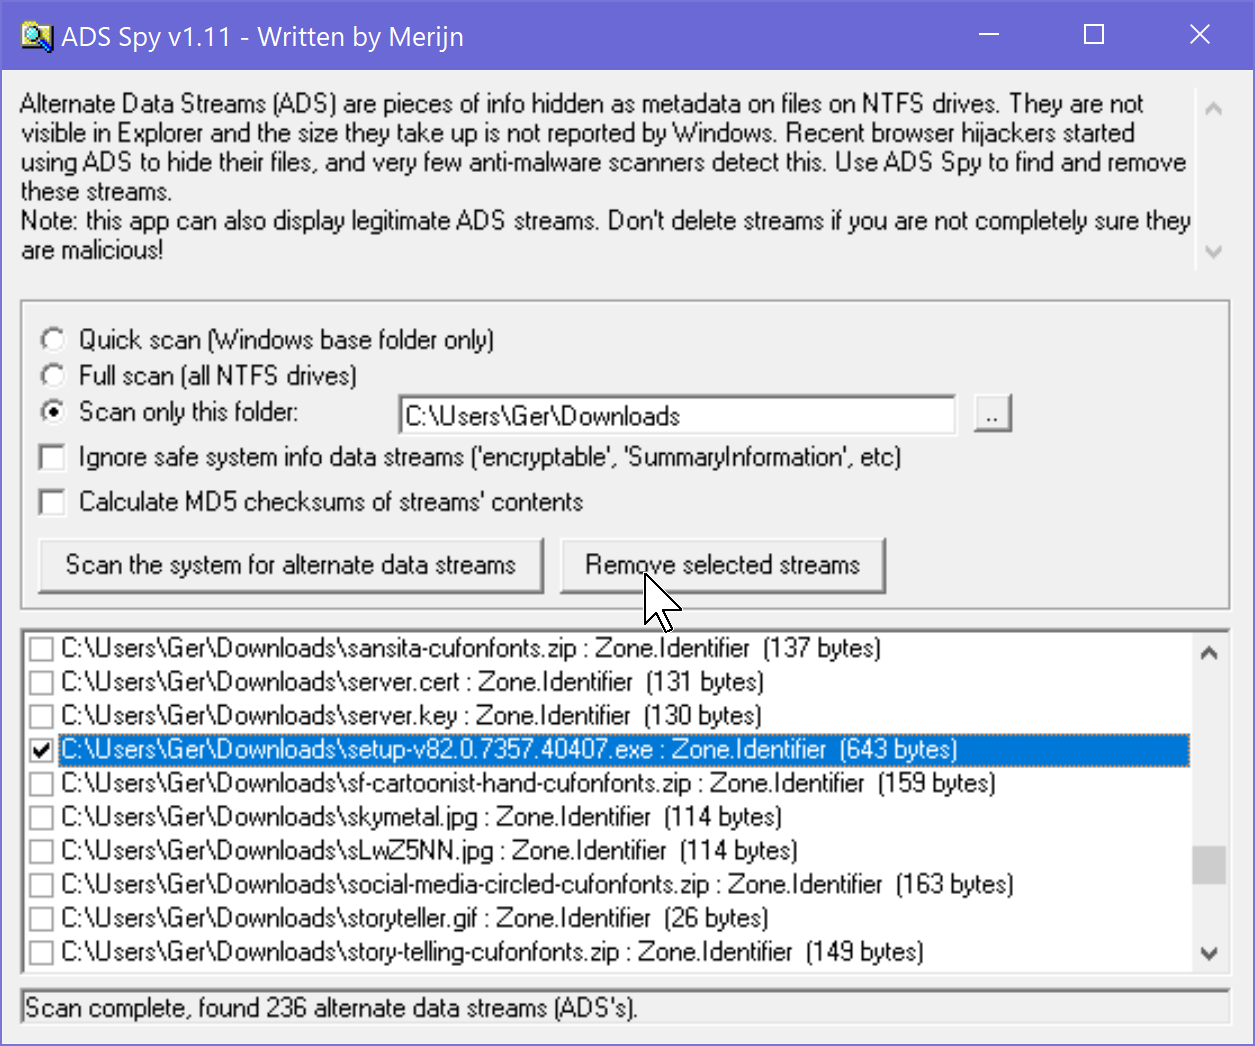 ADS Spy v1.11 - Written by Merijn
Alternate Data Streams (ADS) are pieces of info hidden as metadata on files on NTFS drives. They are not
visible in Explorer and the size they take up is not reported by Windows. Recent browser hijackers started
using ADS to hide their files, and very few anti-malware scanners detect this. Use ADS Spy to find and remove
these streams.
Note: this app can also display legitimate ADS streams. Don't delete streams if you are not completely sure they
are malicious!
Quick scan (Windows base folder only)
Full scan (all NTFS drives)
Scan only this folder: C:\Users\Ger\Downloads ..
Ignore safe system info data streams ('encryptable', 'SummaryInformation', etc)
Calculate MD5 checksums of streams' contents
Scan the system for alternate data streams Remove selected streams
C:\Users\Ger\Downloads\sansita-cufonfonts.zip : Zone.Identifier (137 bytes)
C:\Users\Ger\Downloads\server.cert : Zone.Identifier (131 bytes)
C:\Users\Ger\Downloads\server.key : Zone.Identifier (130 bytes)
C:\Users\Ger\Downloads\setup-v82.0.7357.40407.exe : Zone.Identifier (643 bytes)
C:\Users\Ger\Downloads\sf-cartoonist-hand-cufonfonts.zip : Zone.Identifier (159 bytes)
C:\Users\Ger\Downloads\skymetal.jpg : Zone.Identifier (114 bytes)
C:\Users\Ger\Downloads\sLwZ5NN.jpg : Zone.Identifier (114 bytes)
C:\Users\Ger\Downloads\social-media-circled-cufonfonts.zip : Zone.Identifier (163 bytes)
C:\Users\Ger\Downloads\storyteller.gif : Zone.Identifier (26 bytes)
C:\Users\Ger\Downloads\story-telling-cufonfonts.zip : Zone.Identifier (149 bytes)
Scan complete, found 236 alternate data streams (ADS's).